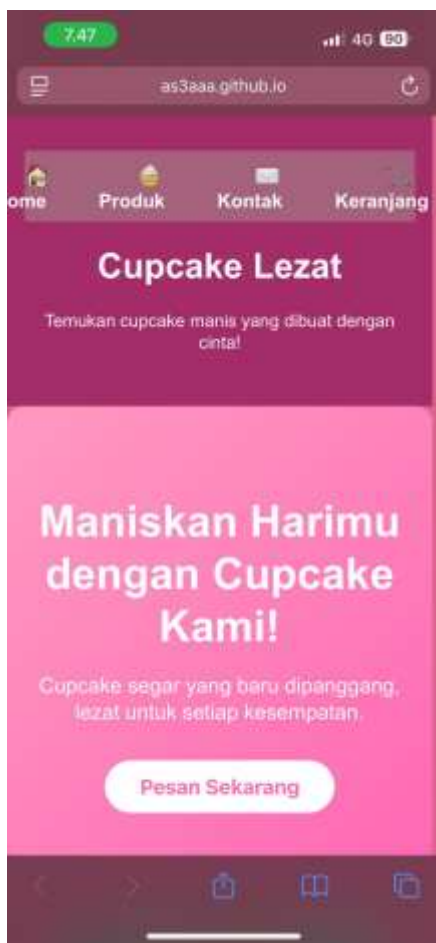 7.47
4G 90
as3aaa.github.io
ome Produk Kontak Keranjang
Cupcake Lezat
Temukan cupcake manis yang dibuat dengan
cinta!
Maniskan Harimu
dengan Cupcake
Kami!
Cupcake segar yang baru dipanggang,
lezat untuk setiap kesempatan.
Pesan Sekarang